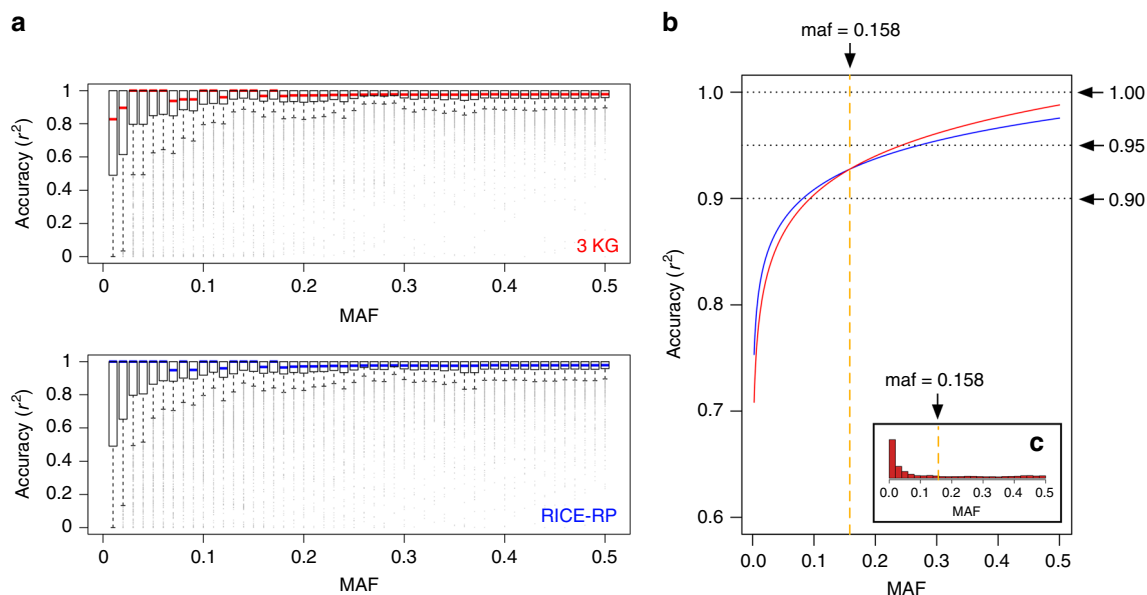 a
1
0.8
0.6
0.4
0.2
0
Accuracy (r²)
3 KG
0 0.1 0.2 0.3 0.4 0.5
MAF
1
0.8
0.6
0.4
0.2
0
Accuracy (r²)
RICE-RP
0 0.1 0.2 0.3 0.4 0.5
MAF
b
maf = 0.158
1.0
0.9
0.8
0.7
0.6
Accuracy (r²)
1.00
0.95
0.90
maf = 0.158
c
0.0 0.1 0.2 0.3 0.4 0.5
MAF
0.0 0.1 0.2 0.3 0.4 0.5
MAF